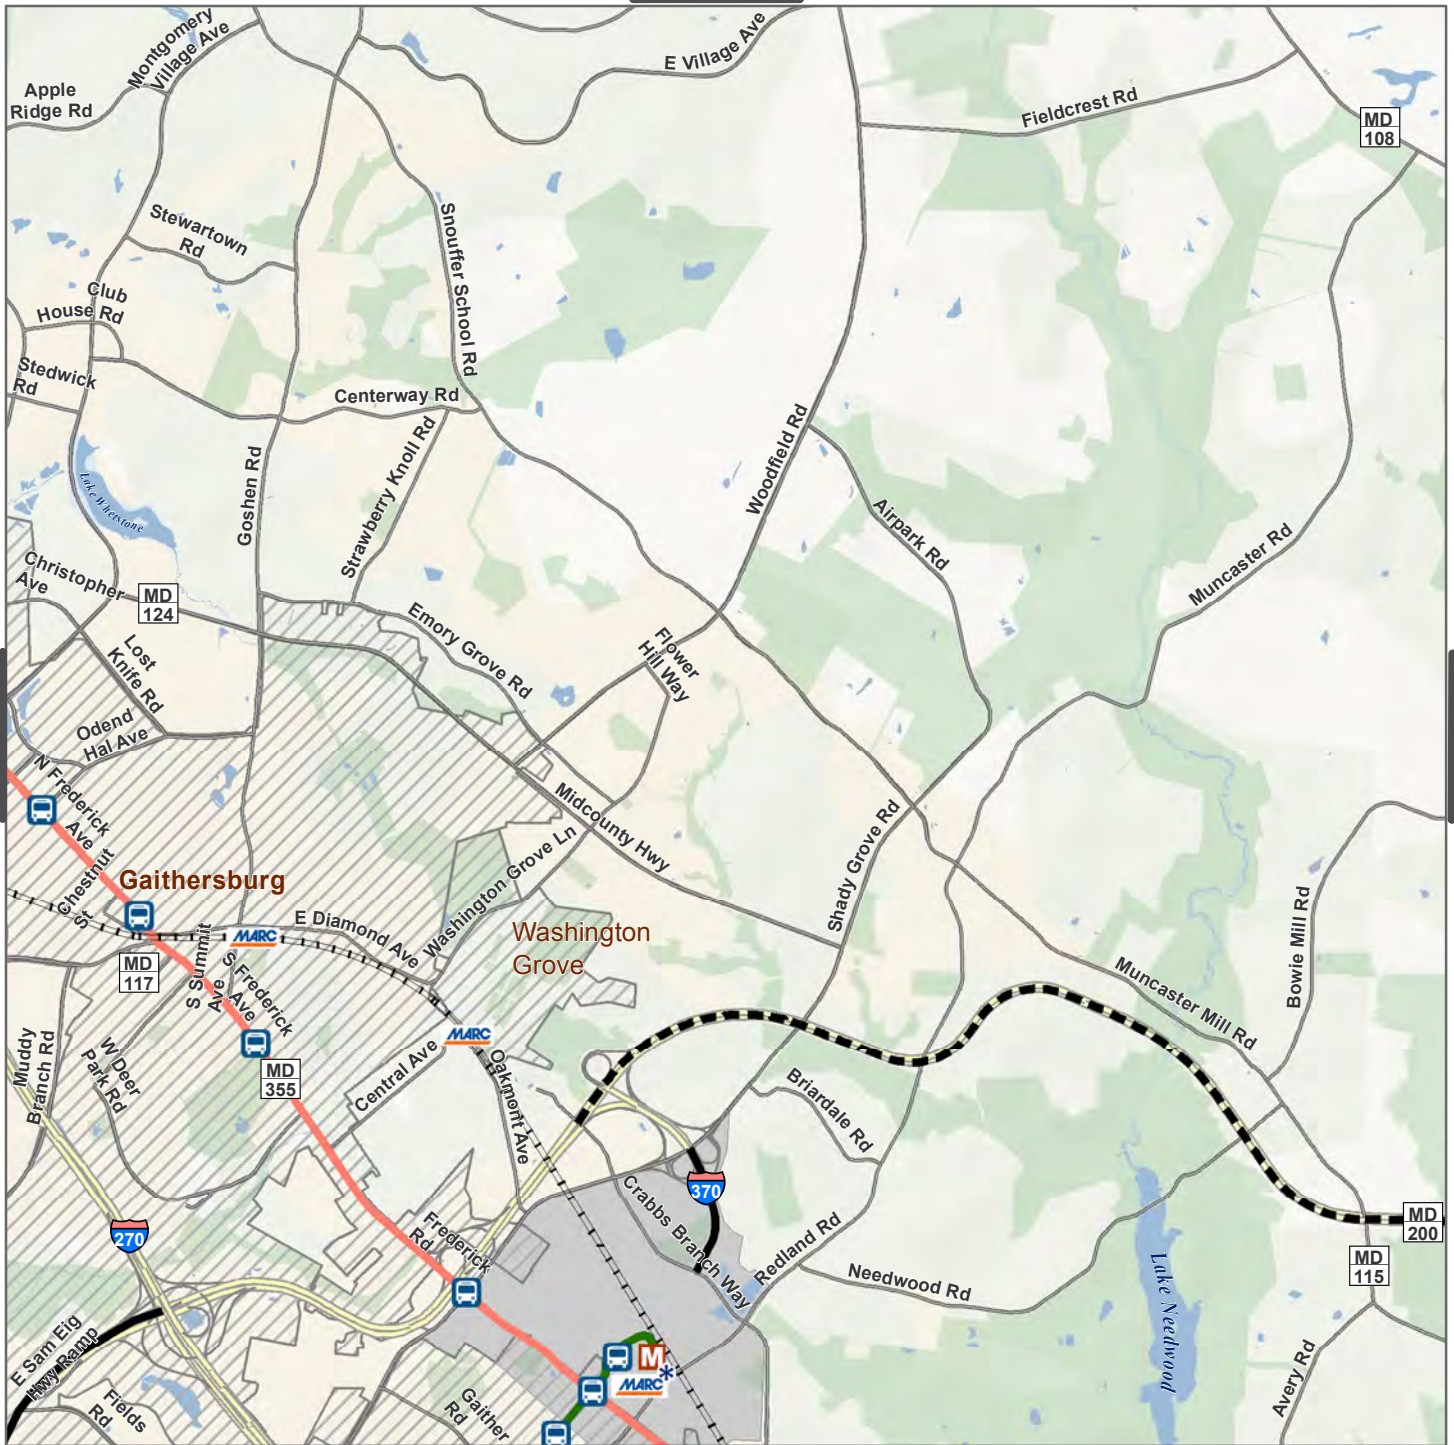 Montgomery
Village Ave
E Village Ave
Apple
Ridge Rd
Fieldcrest Rd
MD
108
Stewartown
Rd
Snouffer School Rd
Club
House Rd
Stedwick
Rd
Centerway Rd
Strawberry Knoll Rd
Goshen Rd
Woodfield Rd
Lake Whetstone
Airpark Rd
Muncaster Rd
Christopher
Ave
MD
124
Emory Grove Rd
Flower
Hill Way
Lost
Knife Rd
Odend
Hal Ave
N Frederick
Ave
Midcounty Hwy
Washington Grove Ln
Shady Grove Rd
Chestnut
St
Gaithersburg
E Diamond Ave
MARC
Washington
Grove
MD
117
S Summit
Ave
S Frederick
Ave
Bowie Mill Rd
Muncaster Mill Rd
Muddy
Branch Rd
W Deer
Park Rd
MD
355
Central Ave
MARC
Oakmont Ave
Briardale Rd
370
Crabbs Branch Way
Redland Rd
Needwood Rd
Frederick
Rd
270
MD
200
MD
115
Lake Needwood
E Sam Eig
Hwy Ramp
Fields
Rd
Gaither
Rd
M
MARC
*
Avery Rd